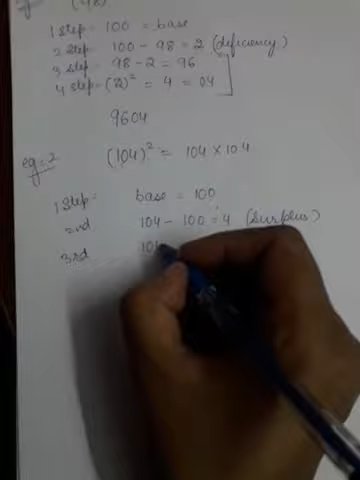 (98)
1 step = 100 = base
2 step 100 - 98 = 2 (deficiency)
3 step = 98 - 2 = 96
4 step = (2)² = 4 = 04
9604
eg = 2 (104)² = 104 x 104
1 step = base = 100
2nd 104 - 100 = 4 (surplus)
3rd 104